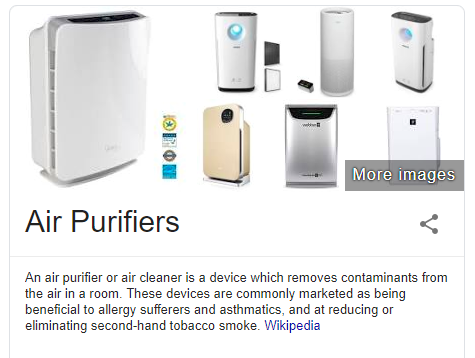 More images
Air Purifiers
An air purifier or air cleaner is a device which removes contaminants from
the air in a room. These devices are commonly marketed as being
beneficial to allergy sufferers and asthmatics, and at reducing or
eliminating second-hand tobacco smoke. Wikipedia